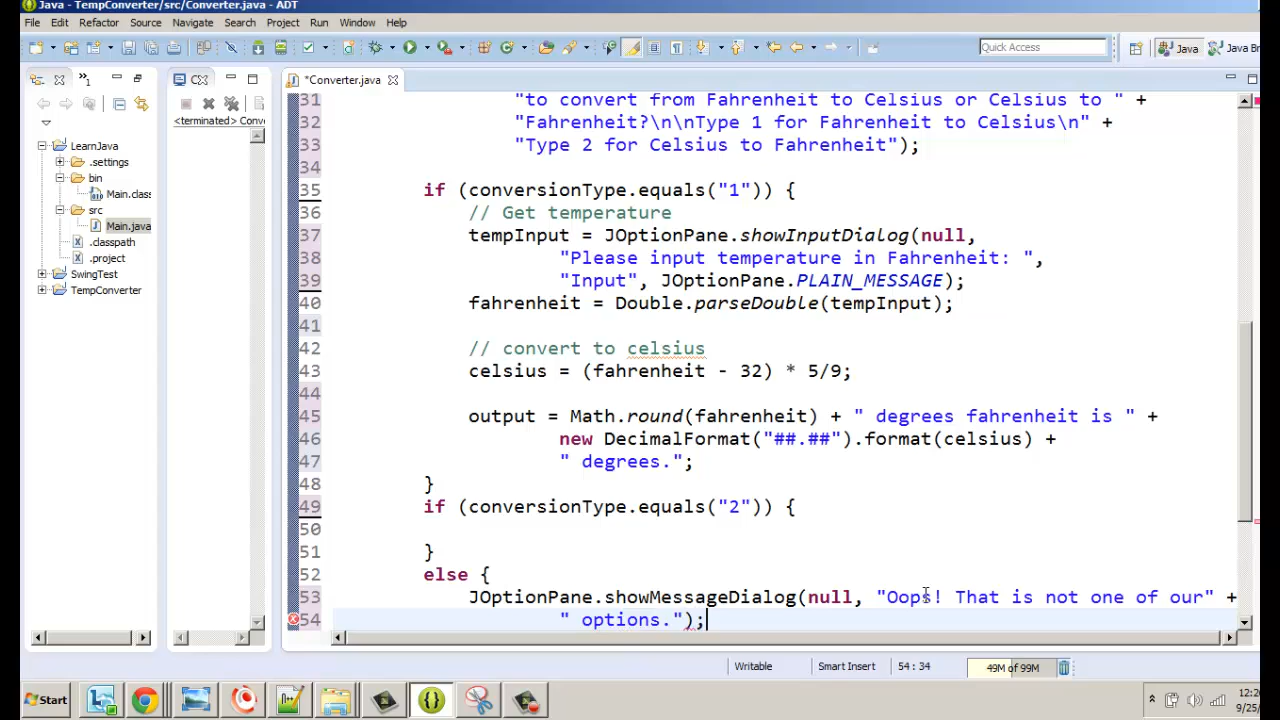 Java - TempConverter/src/Converter.java - ADT
File Edit Refactor Source Navigate Search Project Run Window Help
Quick Access
Java
Java Br
*Converter.java
<terminated> Conve
LearnJava
.settings
bin
Main.class
src
Main.java
.classpath
.project
SwingTest
TempConverter
31 "to convert from Fahrenheit to Celsius or Celsius to " +
32 "Fahrenheit?\n\nType 1 for Fahrenheit to Celsius\n" +
33 "Type 2 for Celsius to Fahrenheit");
34
35 if (conversionType.equals("1")) {
36 // Get temperature
37 tempInput = JOptionPane.showInputDialog(null,
38 "Please input temperature in Fahrenheit: ",
39 "Input", JOptionPane.PLAIN_MESSAGE);
40 fahrenheit = Double.parseDouble(tempInput);
41
42 // convert to celsius
43 celsius = (fahrenheit - 32) * 5/9;
44
45 output = Math.round(fahrenheit) + " degrees fahrenheit is " +
46 new DecimalFormat("##.##").format(celsius) +
47 " degrees.";
48 }
49 if (conversionType.equals("2")) {
50
51 }
52 else {
53 JOptionPane.showMessageDialog(null, "Oops! That is not one of our" +
54 " options.");
Writable
Smart Insert
54 : 34
49M of 99M
Start
12:20
9/25/